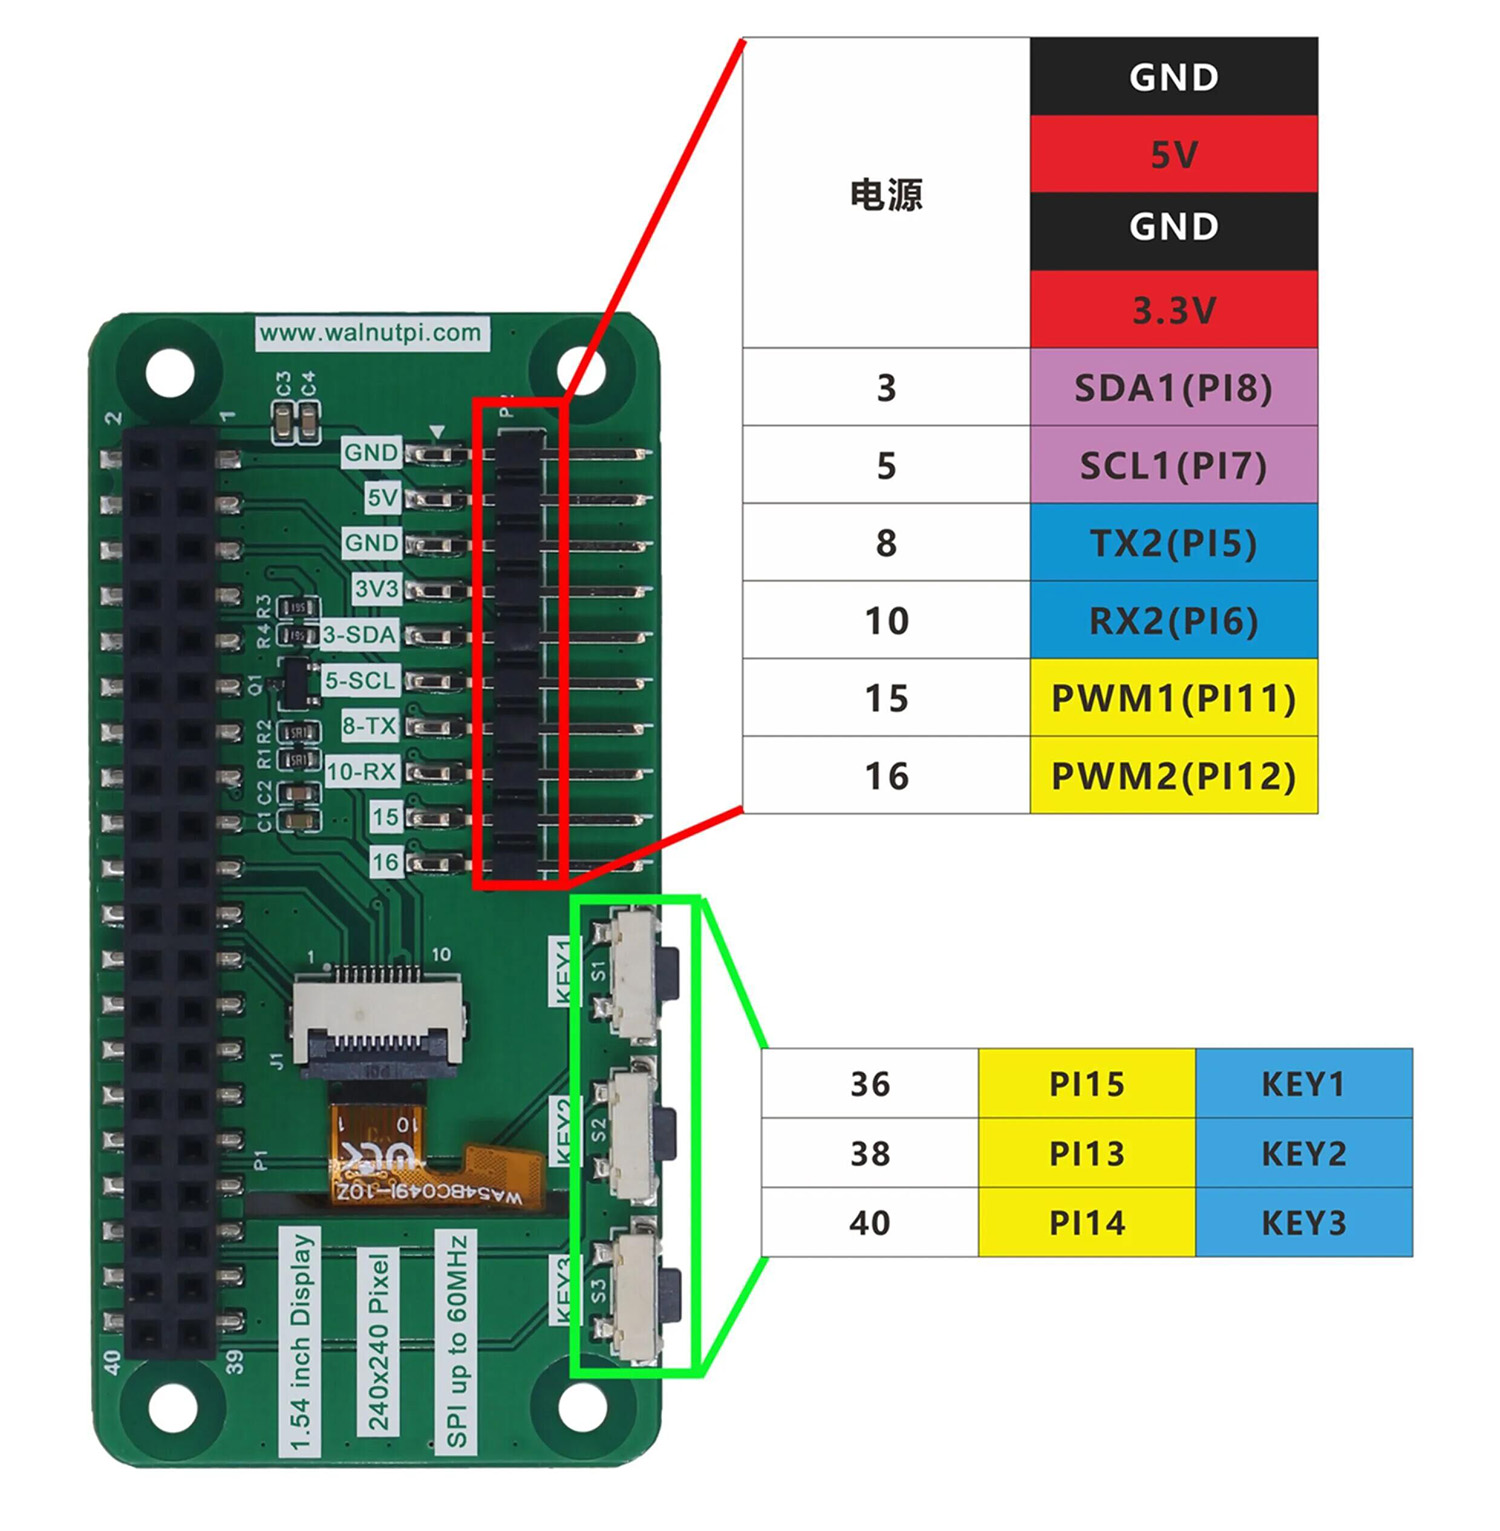 GND
5V
电源
GND
3.3V
3 SDA1(PI8)
5 SCL1(PI7)
8 TX2(PI5)
10 RX2(PI6)
15 PWM1(PI11)
16 PWM2(PI12)
www.walnutpi.com
C3
C4
2
1
GND
5V
GND
3V3
3-SDA
5-SCL
8-TX
10-RX
15
16
R3
R4
Q1
R2
R1
C2
C1
1
10
J1
1
10
WA54BC049I-10Z
P1
KEY1
S1
KEY2
S2
KEY3
S3
40
39
1.54 inch Display
240x240 Pixel
SPI up to 60MHz
36 PI15 KEY1
38 PI13 KEY2
40 PI14 KEY3